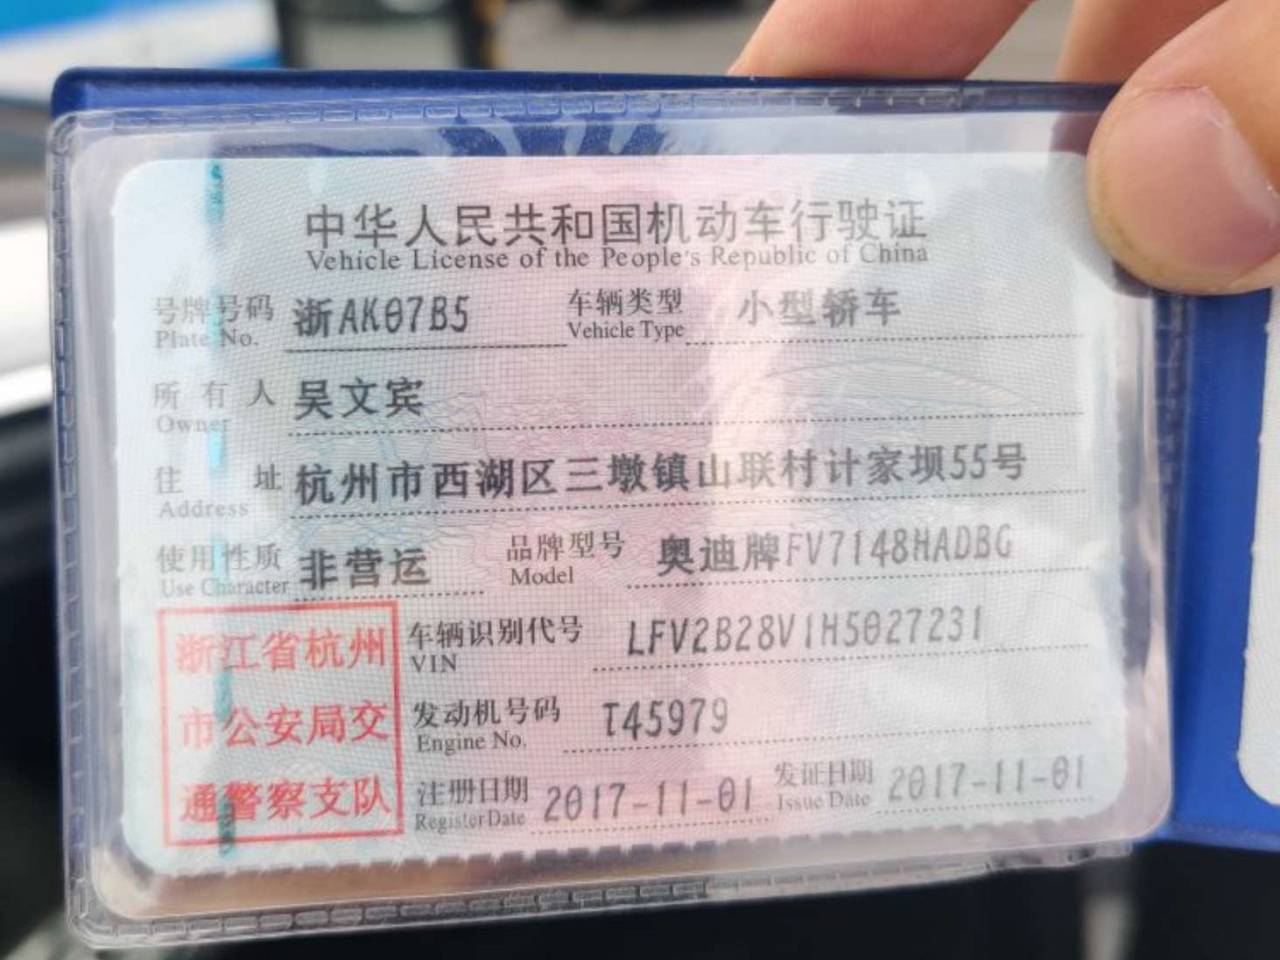 中华人民共和国机动车行驶证
Vehicle License of the People's Republic of China
号牌号码 浙AK07B5 车辆类型 小型轿车
Plate No. Vehicle Type
所有人 吴文宾
Owner
住址 杭州市西湖区三墩镇山联村计家坝55号
Address
使用性质 非营运 品牌型号 奥迪牌FV7148HADBG
Use Character Model
浙江省杭州
市公安局交
通警察支队
车辆识别代号 LFV2B28V1H5027231
VIN
发动机号码 T45979
Engine No.
注册日期 2017-11-01 发证日期 2017-11-01
Register Date Issue Date